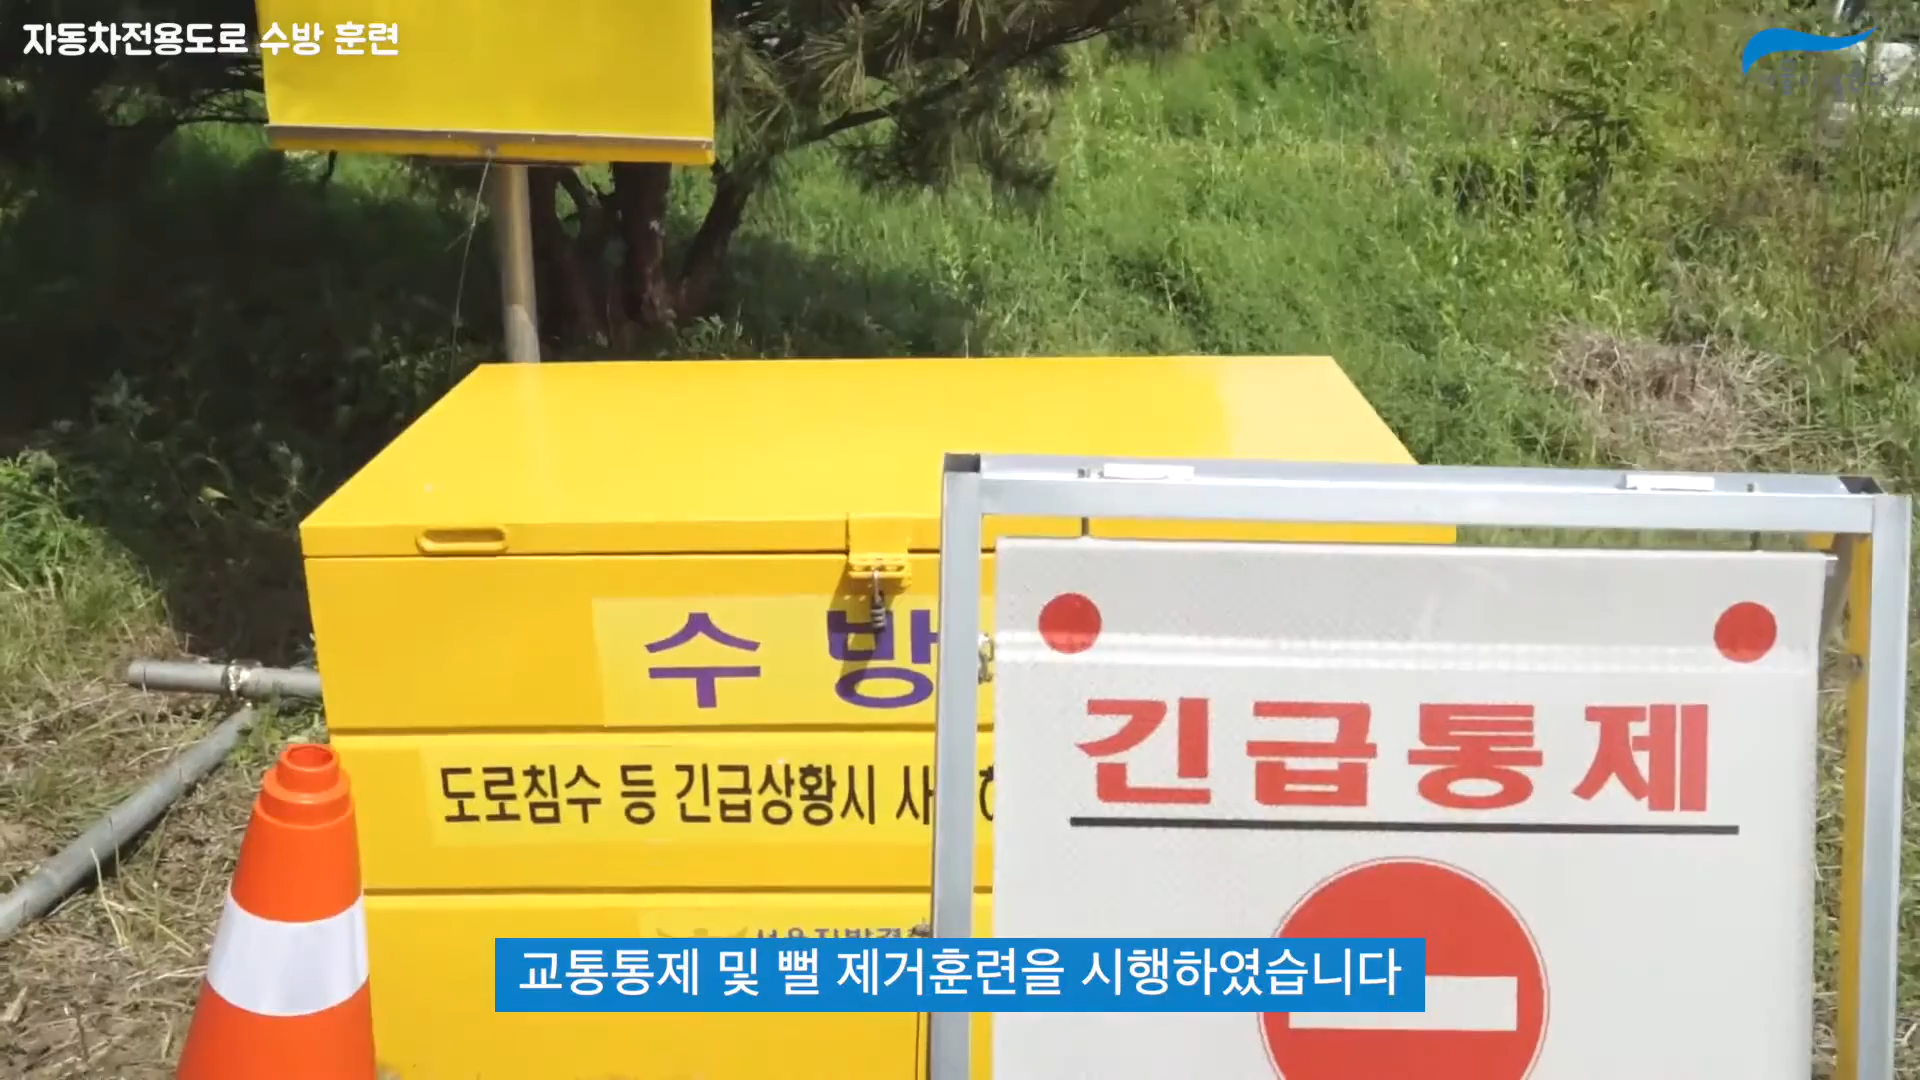 자동차전용도로 수방 훈련
수방
도로침수 등 긴급상황시
긴급통제
교통통제 및 뻘 제거훈련을 시행하였습니다